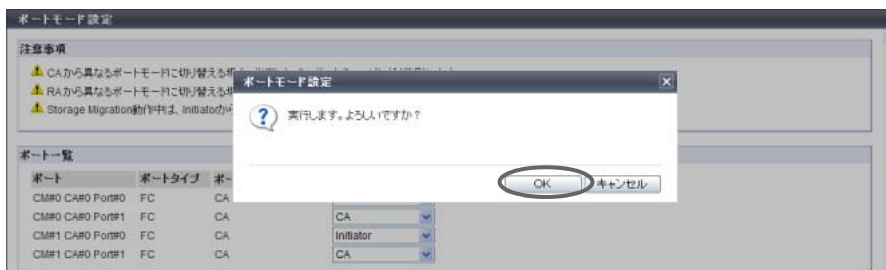 ポートモード設定
注意事項
CAから異なるポートモードに切り替える場
RAから異なるポートモードに切り替える場
Storage Migration動作中は、Initiatorから
ポートモード設定
実行します。よろしいですか？
OK キャンセル
ポート一覧
ポート ポートタイプ ポー
CM#0 CA#0 Port#0 FC CA
CM#0 CA#0 Port#1 FC CA CA
CM#1 CA#0 Port#0 FC CA Initiator
CM#1 CA#0 Port#1 FC CA CA